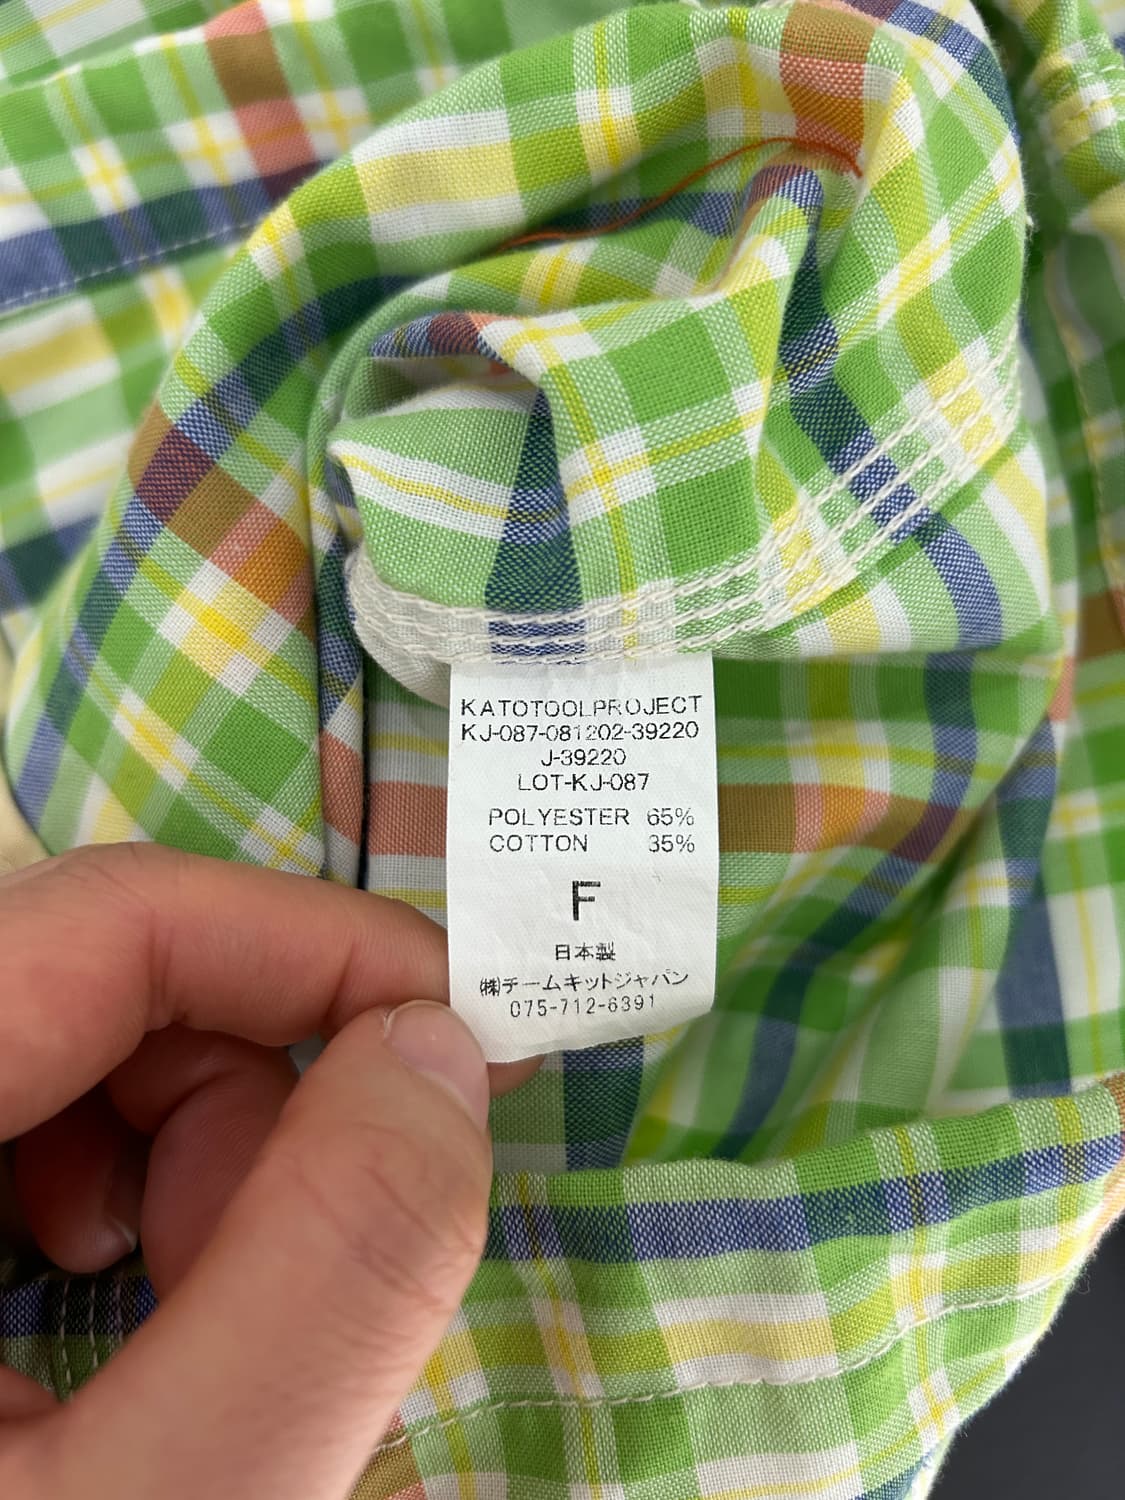 KATOTOOLPROJECT
KJ-087-081202-39220
J-39220
LOT-KJ-087
POLYESTER 65%
COTTON 35%
F
日本製
㈱チームキットジャパン
075-712-6391